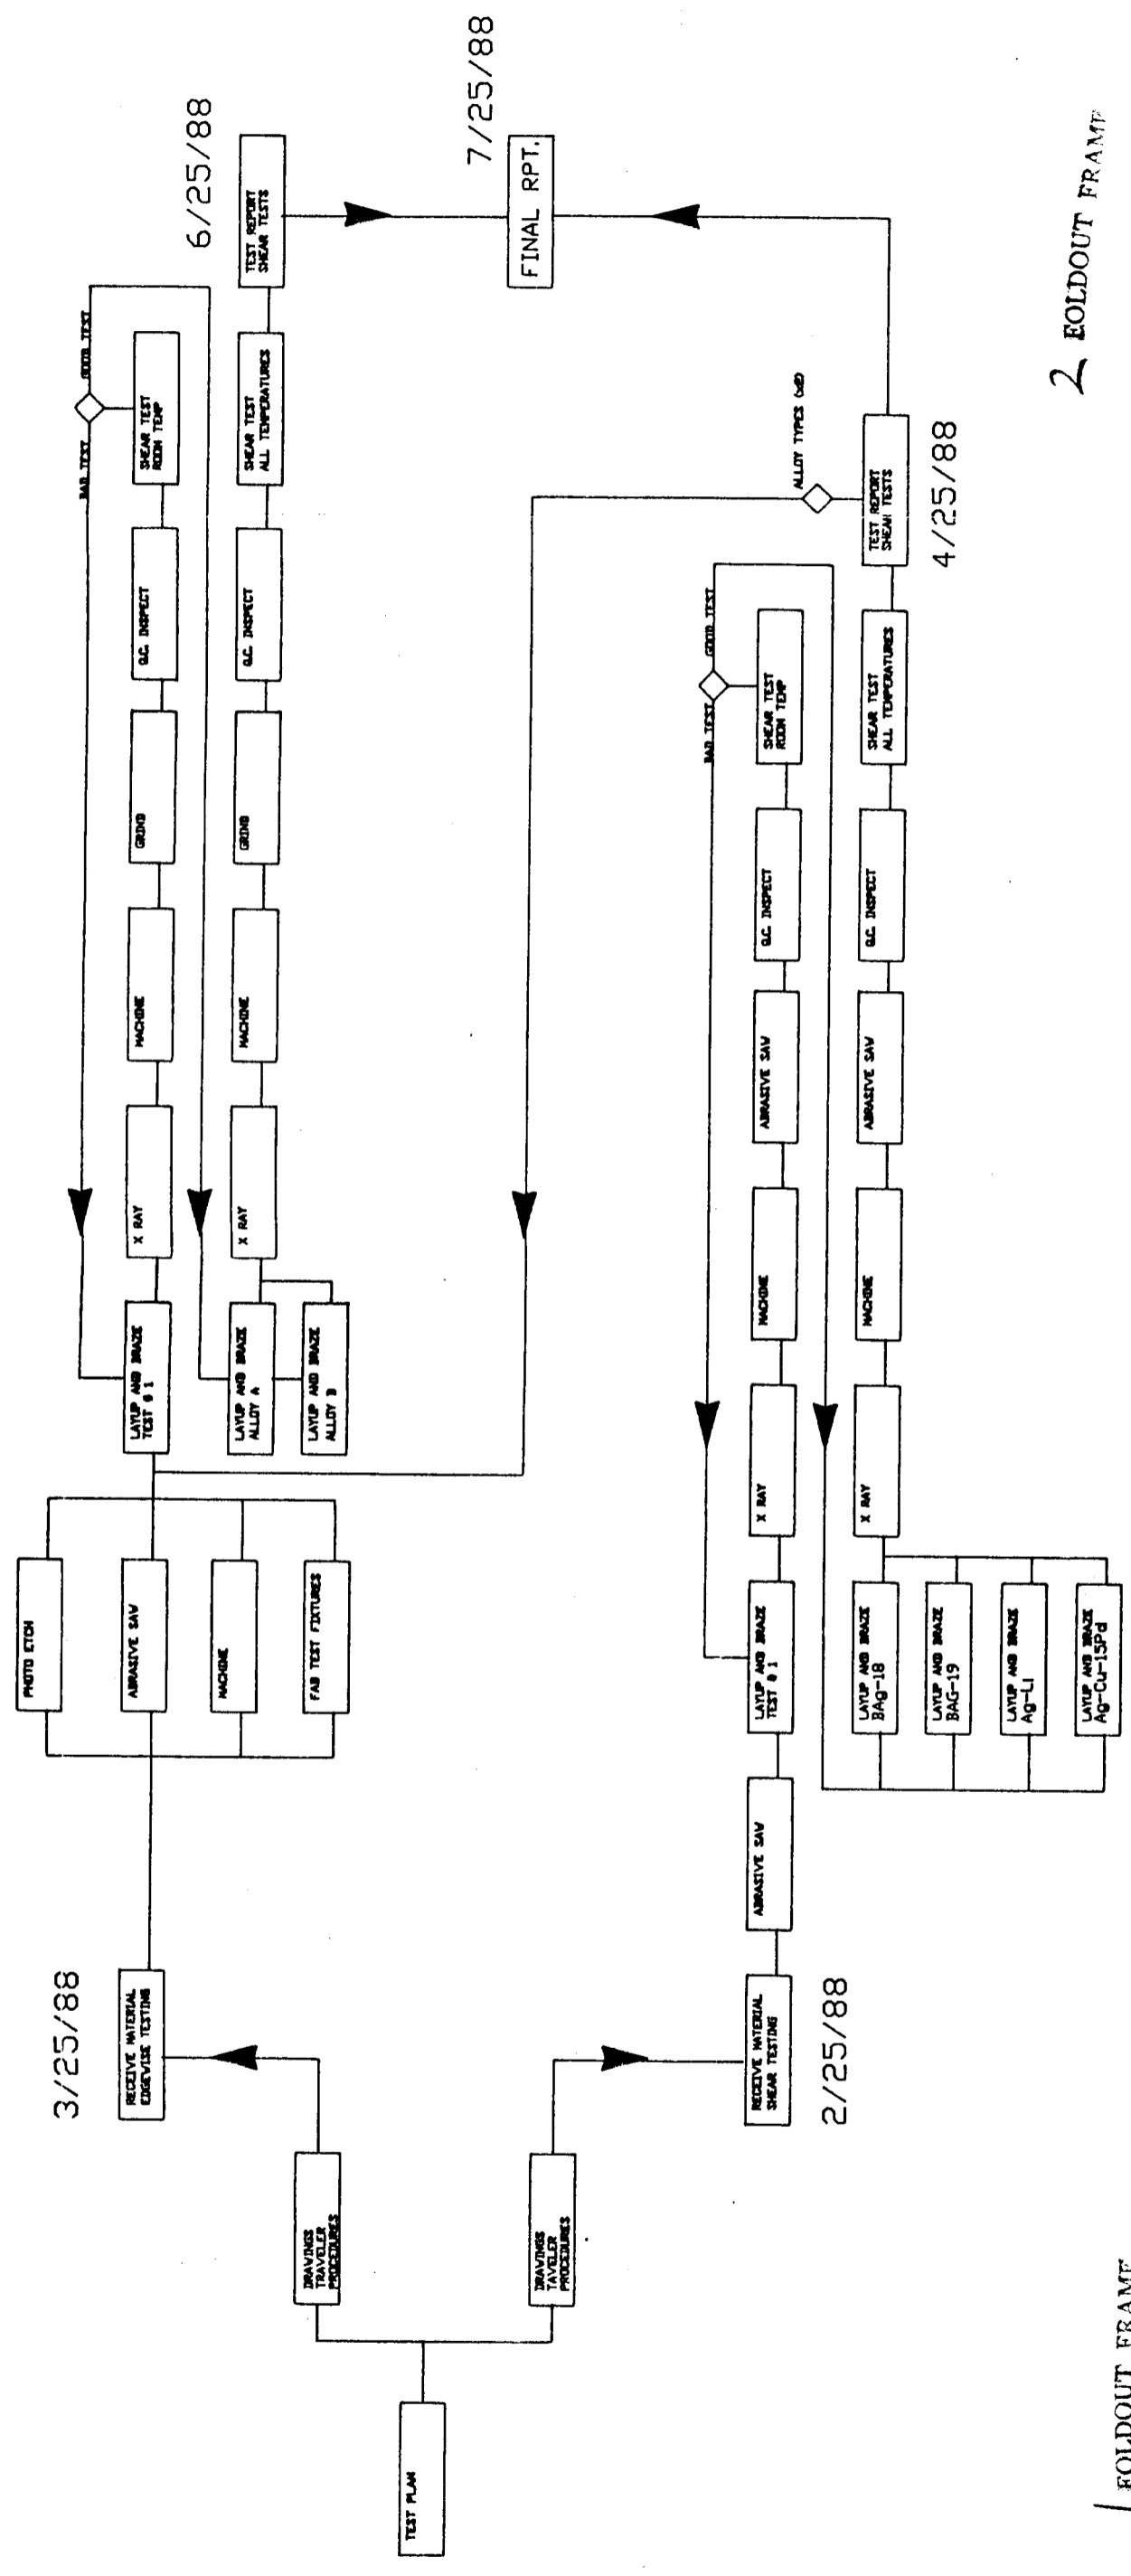 TEST PLAN
DRAWINGS
TRAVELER
PROCEDURES
3/25/88
RECEIVE MATERIAL
EDGEWISE TESTING
PHOTO ETCH
ABRASIVE SAW
MACHINE
FAB TEST FIXTURES
LAYUP AND BRAZE
TEST # 1
X RAY
MACHINE
GRIND
Q.C. INSPECT
SHEAR TEST
ROOM TEMP
BAD TEST
GOOD TEST
LAYUP AND BRAZE
ALLOY A
LAYUP AND BRAZE
ALLOY B
X RAY
MACHINE
GRIND
Q.C. INSPECT
SHEAR TEST
ALL TEMPERATURES
TEST REPORT
SHEAR TESTS
6/25/88
7/25/88
FINAL RPT.
DRAWINGS
TAVELER
PROCEDURES
RECEIVE MATERIAL
SHEAR TESTING
2/25/88
ABRASIVE SAW
LAYUP AND BRAZE
TEST # 1
X RAY
MACHINE
ABRASIVE SAW
Q.C. INSPECT
SHEAR TEST
ROOM TEMP
BAD TEST
GOOD TEST
LAYUP AND BRAZE
BAg-18
LAYUP AND BRAZE
BAG-19
LAYUP AND BRAZE
Ag-Li
LAYUP AND BRAZE
Ag-Cu-15Pd
X RAY
MACHINE
ABRASIVE SAW
Q.C. INSPECT
SHEAR TEST
ALL TEMPERATURES
TEST REPORT
SHEAR TESTS
4/25/88
ALLOY TYPES (x2)
1 FOLDOUT FRAME
2 EOLDOUT FRAME